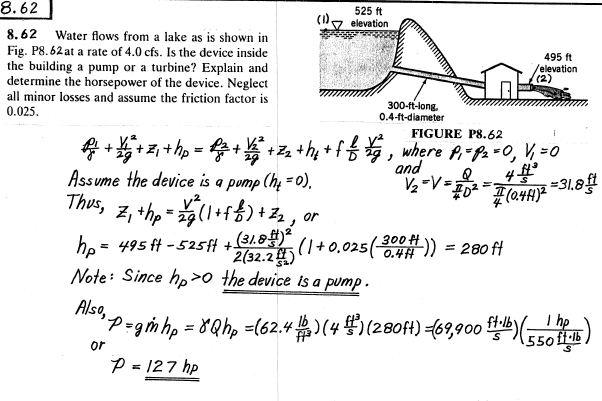 8.62
8.62 Water flows from a lake as is shown in
Fig. P8.62 at a rate of 4.0 cfs. Is the device inside
the building a pump or a turbine? Explain and
determine the horsepower of the device. Neglect
all minor losses and assume the friction factor is
0.025.
525 ft
(1) elevation
495 ft
elevation
(2)
300-ft-long,
0.4-ft-diameter
FIGURE P8.62
p₁/γ + V₁²/2g + z₁ + hp = p₂/γ + V₂²/2g + z₂ + ht + f ℓ/D V²/2g , where p₁ = p₂ = 0, V₁ = 0
and
Assume the device is a pump (ht = 0). V₂ = V = Q/(π/4 D²) = 4 ft³/s / (π/4 (0.4ft)²) = 31.8 ft/s
Thus, z₁ + hp = V²/2g (1 + f ℓ/D) + z₂ , or
hp = 495 ft - 525 ft + (31.8 ft/s)² / 2(32.2 ft/s²) (1 + 0.025 (300 ft / 0.4 ft)) = 280 ft
Note: Since hp > 0 the device is a pump.
Also,
P = g ṁ hp = γQhp = (62.4 lb/ft³)(4 ft³/s)(280ft) = (69,900 ft·lb/s)(1 hp / 550 ft·lb/s)
or
P = 127 hp